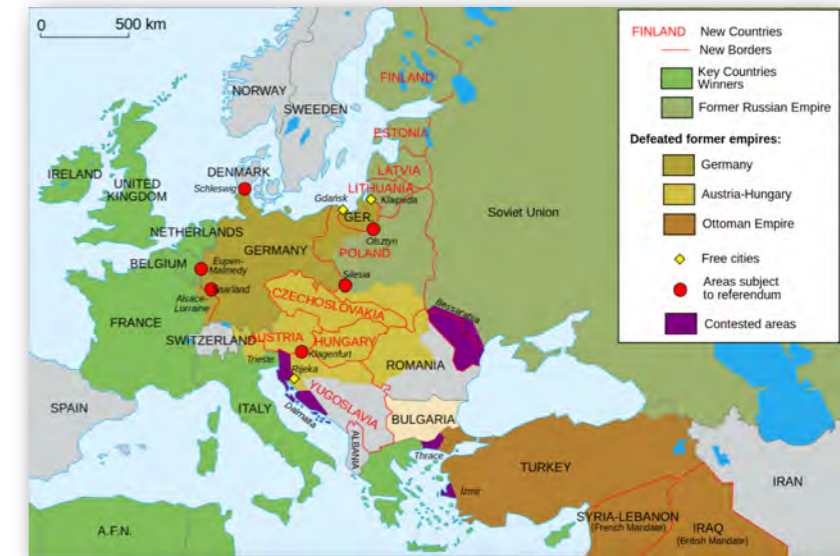 0 500 km
FINLAND New Countries
New Borders
Key Countries
Winners
Former Russian Empire
Defeated former empires:
Germany
Austria-Hungary
Ottoman Empire
Free cities
Areas subject
to referendum
Contested areas
NORWAY
SWEEDEN
FINLAND
ESTONIA
LATVIA
LITHUANIA
Klaipeda
DENMARK
Schleswig
IRELAND
UNITED
KINGDOM
Gdańsk
GER.
Olsztyn
Soviet Union
NETHERLANDS
GERMANY
POLAND
BELGIUM
Eupen-
Malmedy
Silesia
Saarland
Alsace-
Lorraine
CZECHOSLOVAKIA
Bessarabia
FRANCE
SWITZERLAND
AUSTRIA
HUNGARY
Klagenfurt
Trieste
Rijeka
ROMANIA
YUGOSLAVIA
Dalmatia
SPAIN
ITALY
BULGARIA
ALBANIA
Thrace
TURKEY
Izmir
IRAN
SYRIA-LEBANON
(French Mandate)
IRAQ
(British Mandate)
A.F.N.